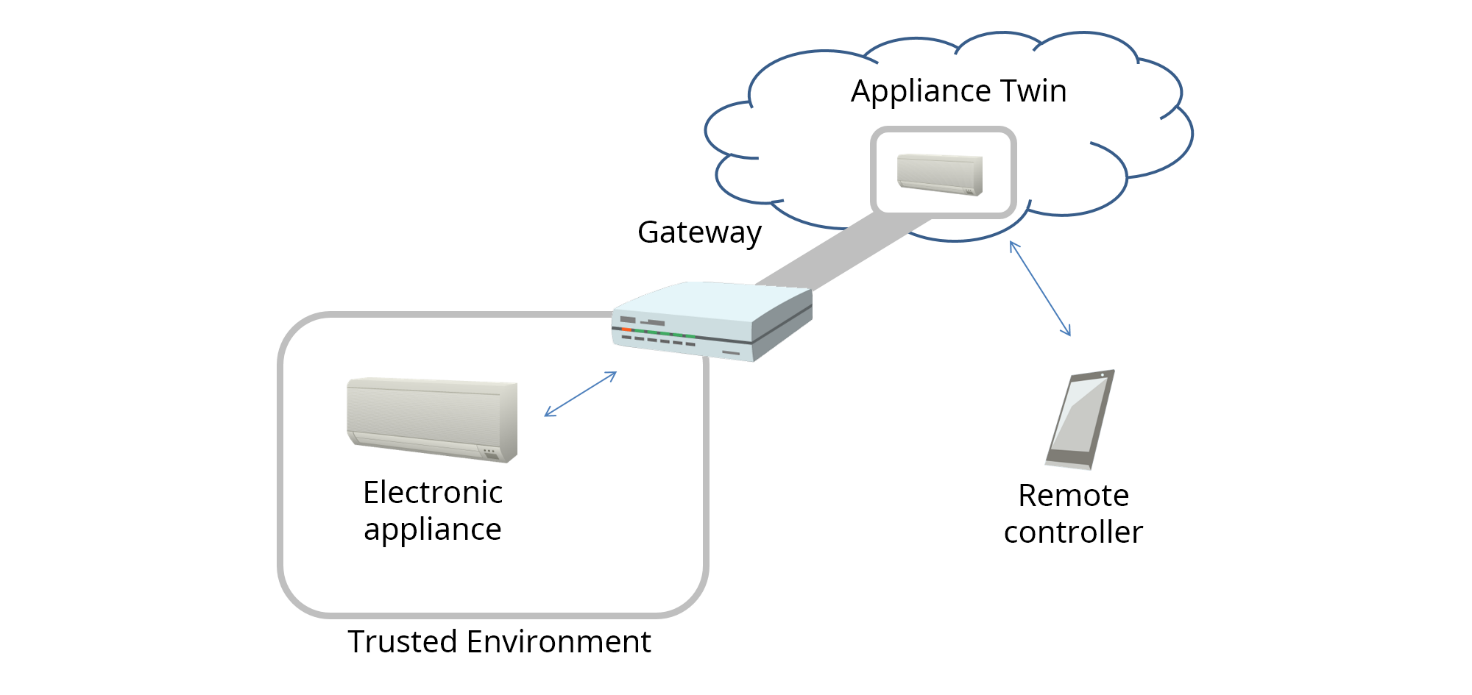 Appliance Twin
Gateway
Electronic
appliance
Remote
controller
Trusted Environment